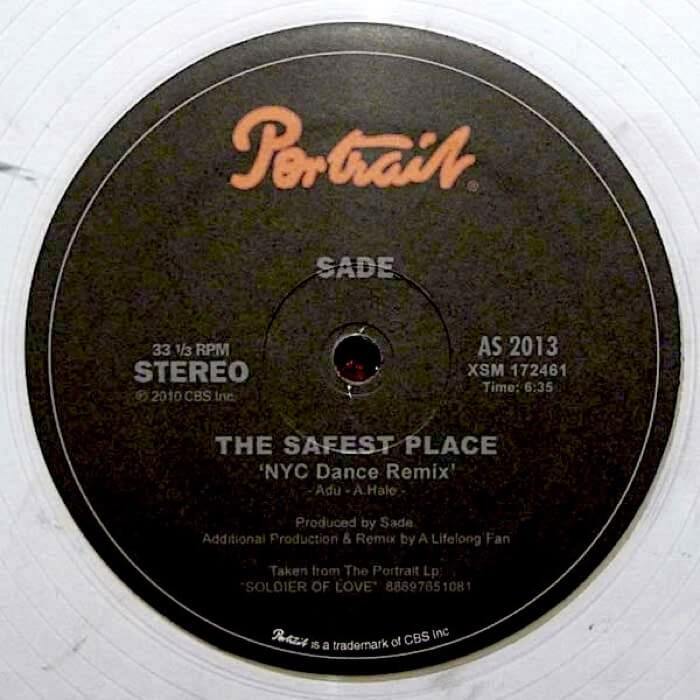 Portrait®
SADE
33 1/3 RPM
STEREO
℗ 2010 CBS Inc.
AS 2013
XSM 172461
Time: 6:35
THE SAFEST PLACE
'NYC Dance Remix'
- Adu - A.Hale -
Produced by Sade
Additional Production & Remix by A Lifelong Fan
Taken from The Portrait Lp:
"SOLDIER OF LOVE" 88697651081
Portrait is a trademark of CBS Inc